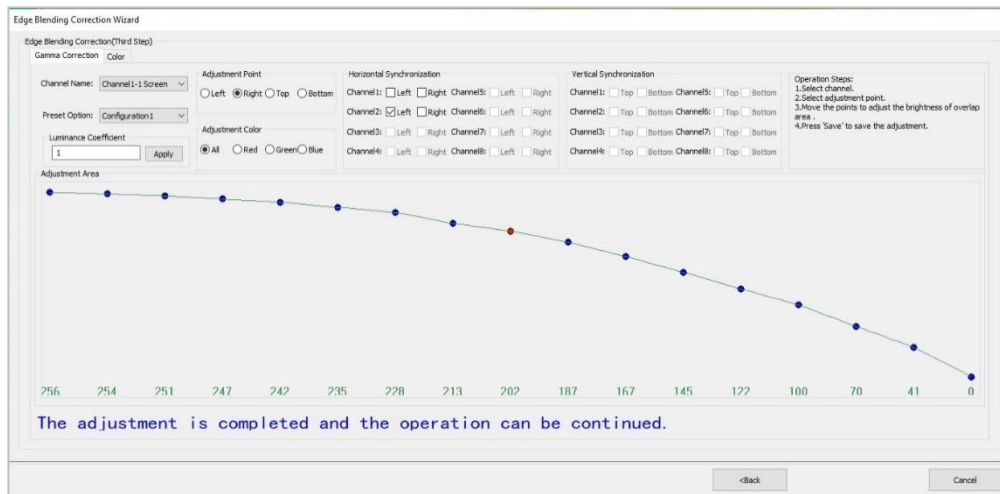 Edge Blending Correction Wizard
Edge Blending Correction(Third Step)
Gamma Correction Color
Channel Name: Channel1-1 Screen
Preset Option: Configuration1
Luminance Coefficient
1 Apply
Adjustment Point
Left Right Top Bottom
Adjustment Color
All Red Green Blue
Horizontal Synchronization
Channel1: Left Right Channel5: Left Right
Channel2: Left Right Channel6: Left Right
Channel3: Left Right Channel7: Left Right
Channel4: Left Right Channel8: Left Right
Vertical Synchronization
Channel1: Top Bottom Channel5: Top Bottom
Channel2: Top Bottom Channel6: Top Bottom
Channel3: Top Bottom Channel7: Top Bottom
Channel4: Top Bottom Channel8: Top Bottom
Operation Steps:
1.Select channel.
2.Select adjustment point.
3.Move the points to adjust the brightness of overlap
area .
4.Press 'Save' to save the adjustment.
Adjustment Area
256 254 251 247 242 235 228 213 202 187 167 145 122 100 70 41 0
The adjustment is completed and the operation can be continued.
<Back Cancel